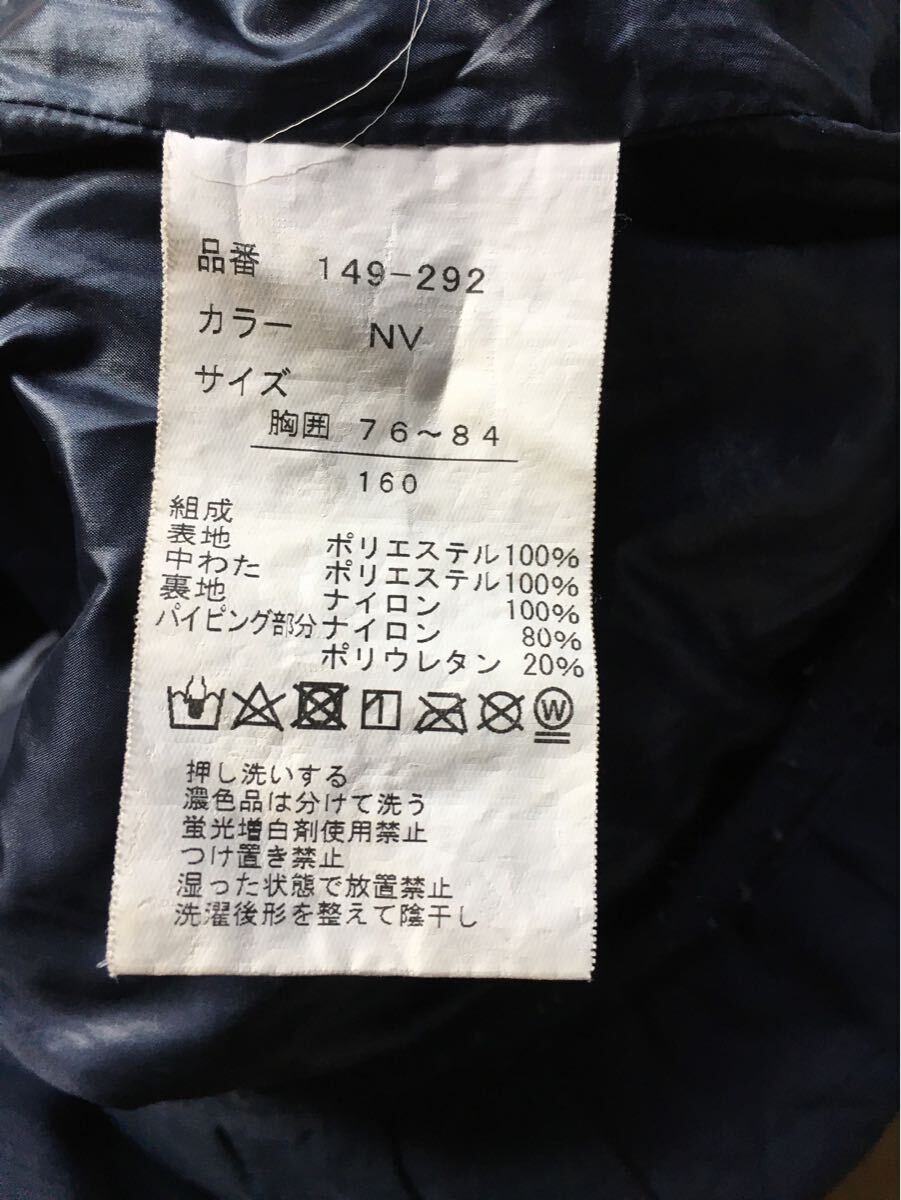 品番 149-292
カラー NV
サイズ
胸囲 76~84
160
組成
表地 ポリエステル100%
中わた ポリエステル100%
裏地 ナイロン 100%
パイピング部分 ナイロン 80%
ポリウレタン 20%
W
押し洗いする
濃色品は分けて洗う
蛍光増白剤使用禁止
つけ置き禁止
湿った状態で放置禁止
洗濯後形を整えて陰干し